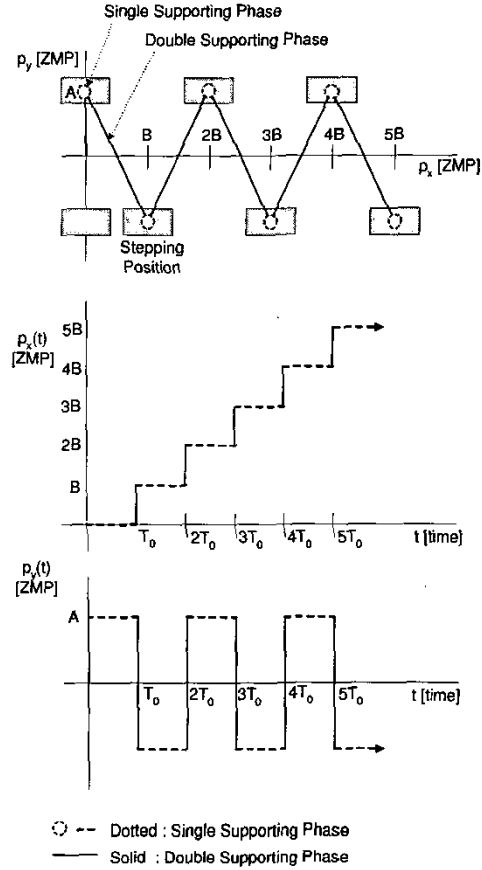 Single Supporting Phase
Double Supporting Phase
p_y [ZMP]
A
B 2B 3B 4B 5B
p_x [ZMP]
Stepping
Position
5B
p_x(t)
[ZMP]
4B
3B
2B
B
T_0 2T_0 3T_0 4T_0 5T_0 t [time]
p_y(t)
[ZMP]
A
T_0 2T_0 3T_0 4T_0 5T_0 t [time]
Dotted : Single Supporting Phase
Solid : Double Supporting Phase